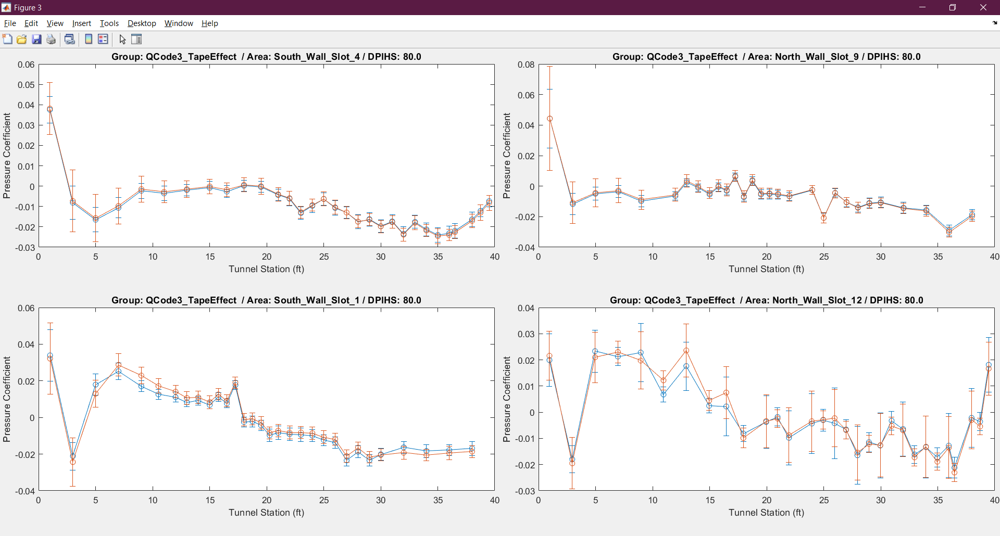 Figure 3
File Edit View Insert Tools Desktop Window Help
Group: QCode3_TapeEffect / Area: South_Wall_Slot_4 / DPIHS: 80.0
0.06
0.05
0.04
0.03
0.02
0.01
0
-0.01
-0.02
-0.03
Pressure Coefficient
0 5 10 15 20 25 30 35 40
Tunnel Station (ft)
Group: QCode3_TapeEffect / Area: North_Wall_Slot_9 / DPIHS: 80.0
0.08
0.06
0.04
0.02
0
-0.02
-0.04
Pressure Coefficient
0 5 10 15 20 25 30 35 40
Tunnel Station (ft)
Group: QCode3_TapeEffect / Area: South_Wall_Slot_1 / DPIHS: 80.0
0.06
0.04
0.02
0
-0.02
-0.04
Pressure Coefficient
0 5 10 15 20 25 30 35 40
Tunnel Station (ft)
Group: QCode3_TapeEffect / Area: North_Wall_Slot_12 / DPIHS: 80.0
0.04
0.03
0.02
0.01
0
-0.01
-0.02
-0.03
Pressure Coefficient
0 5 10 15 20 25 30 35 40
Tunnel Station (ft)